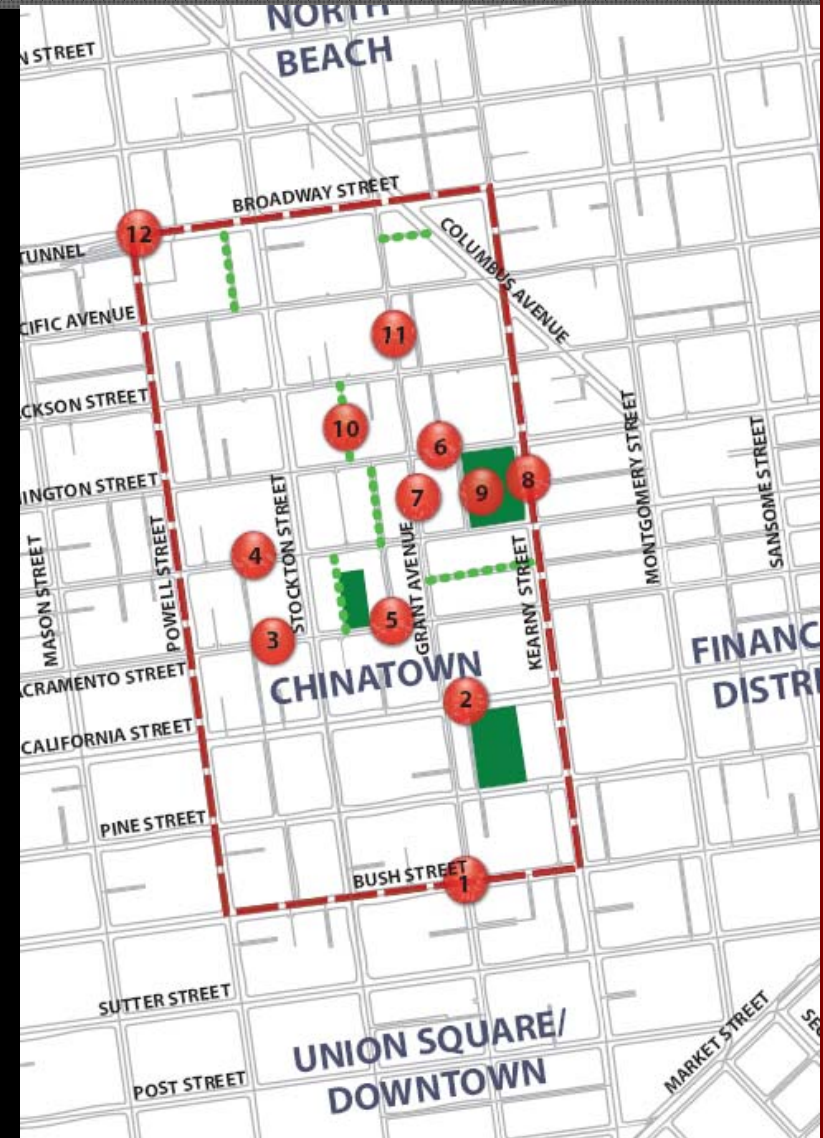 NORTH
BEACH
N STREET
BROADWAY STREET
12
TUNNEL
COLUMBUS AVENUE
CIFIC AVENUE
11
CKSON STREET
10
6
INGTON STREET
7
9
8
MONTGOMERY STREET
SANSOME STREET
STOCKTON STREET
4
MASON STREET
POWELL STREET
GRANT AVENUE
KEARNY STREET
5
3
FINANC
DISTRI
CHINATOWN
CRAMENTO STREET
2
CALIFORNIA STREET
PINE STREET
BUSH STREET
1
SUTTER STREET
UNION SQUARE/
DOWNTOWN
MARKET STREET
POST STREET